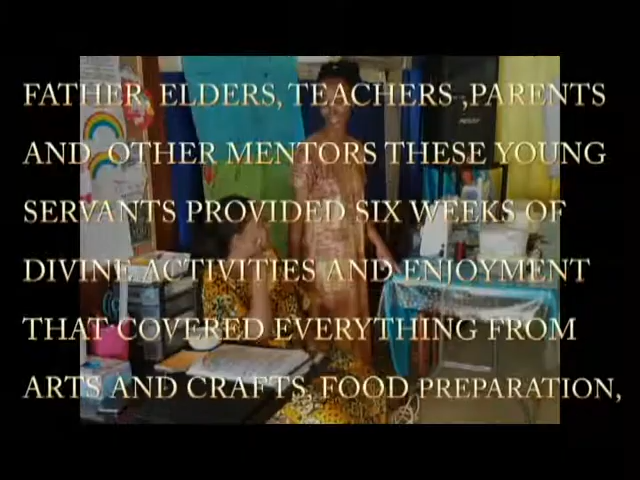 FATHER, ELDERS, TEACHERS ,PARENTS
AND OTHER MENTORS THESE YOUNG
SERVANTS PROVIDED SIX WEEKS OF
DIVINE ACTIVITIES AND ENJOYMENT
THAT COVERED EVERYTHING FROM
ARTS AND CRAFTS, FOOD PREPARATION,